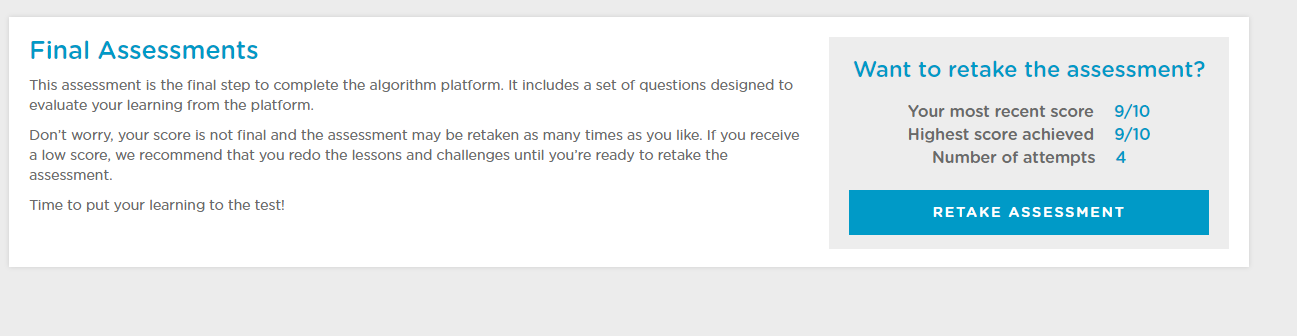 Final Assessments
This assessment is the final step to complete the algorithm platform. It includes a set of questions designed to
evaluate your learning from the platform.
Don’t worry, your score is not final and the assessment may be retaken as many times as you like. If you receive
a low score, we recommend that you redo the lessons and challenges until you’re ready to retake the
assessment.
Time to put your learning to the test!
Want to retake the assessment?
Your most recent score 9/10
Highest score achieved 9/10
Number of attempts 4
RETAKE ASSESSMENT